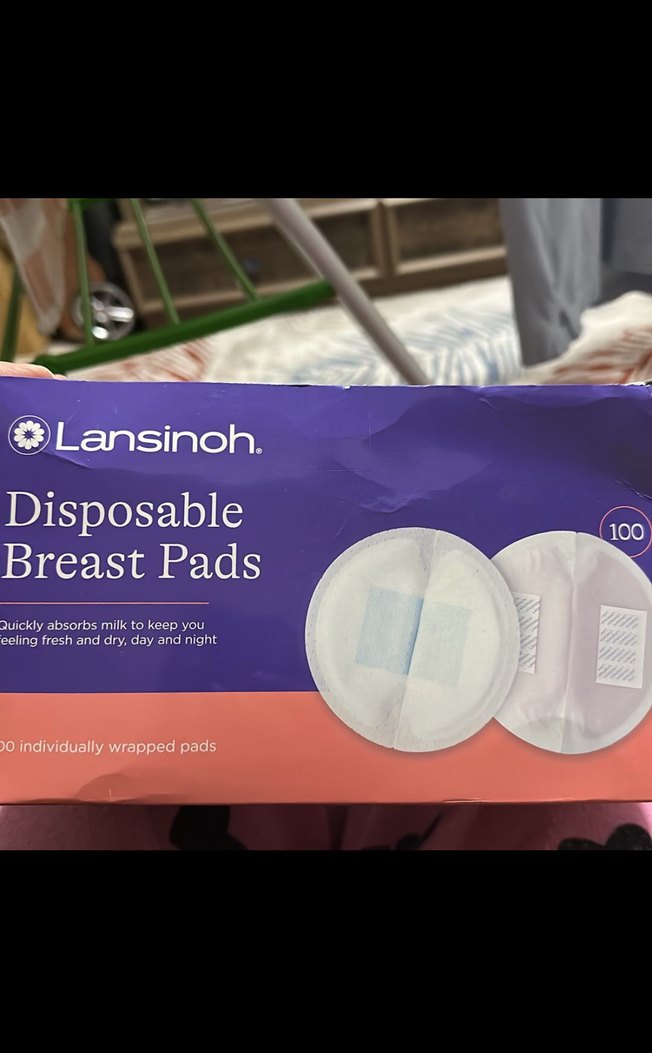 Lansinoh®
Disposable
Breast Pads
100
Quickly absorbs milk to keep you
feeling fresh and dry, day and night
00 individually wrapped pads